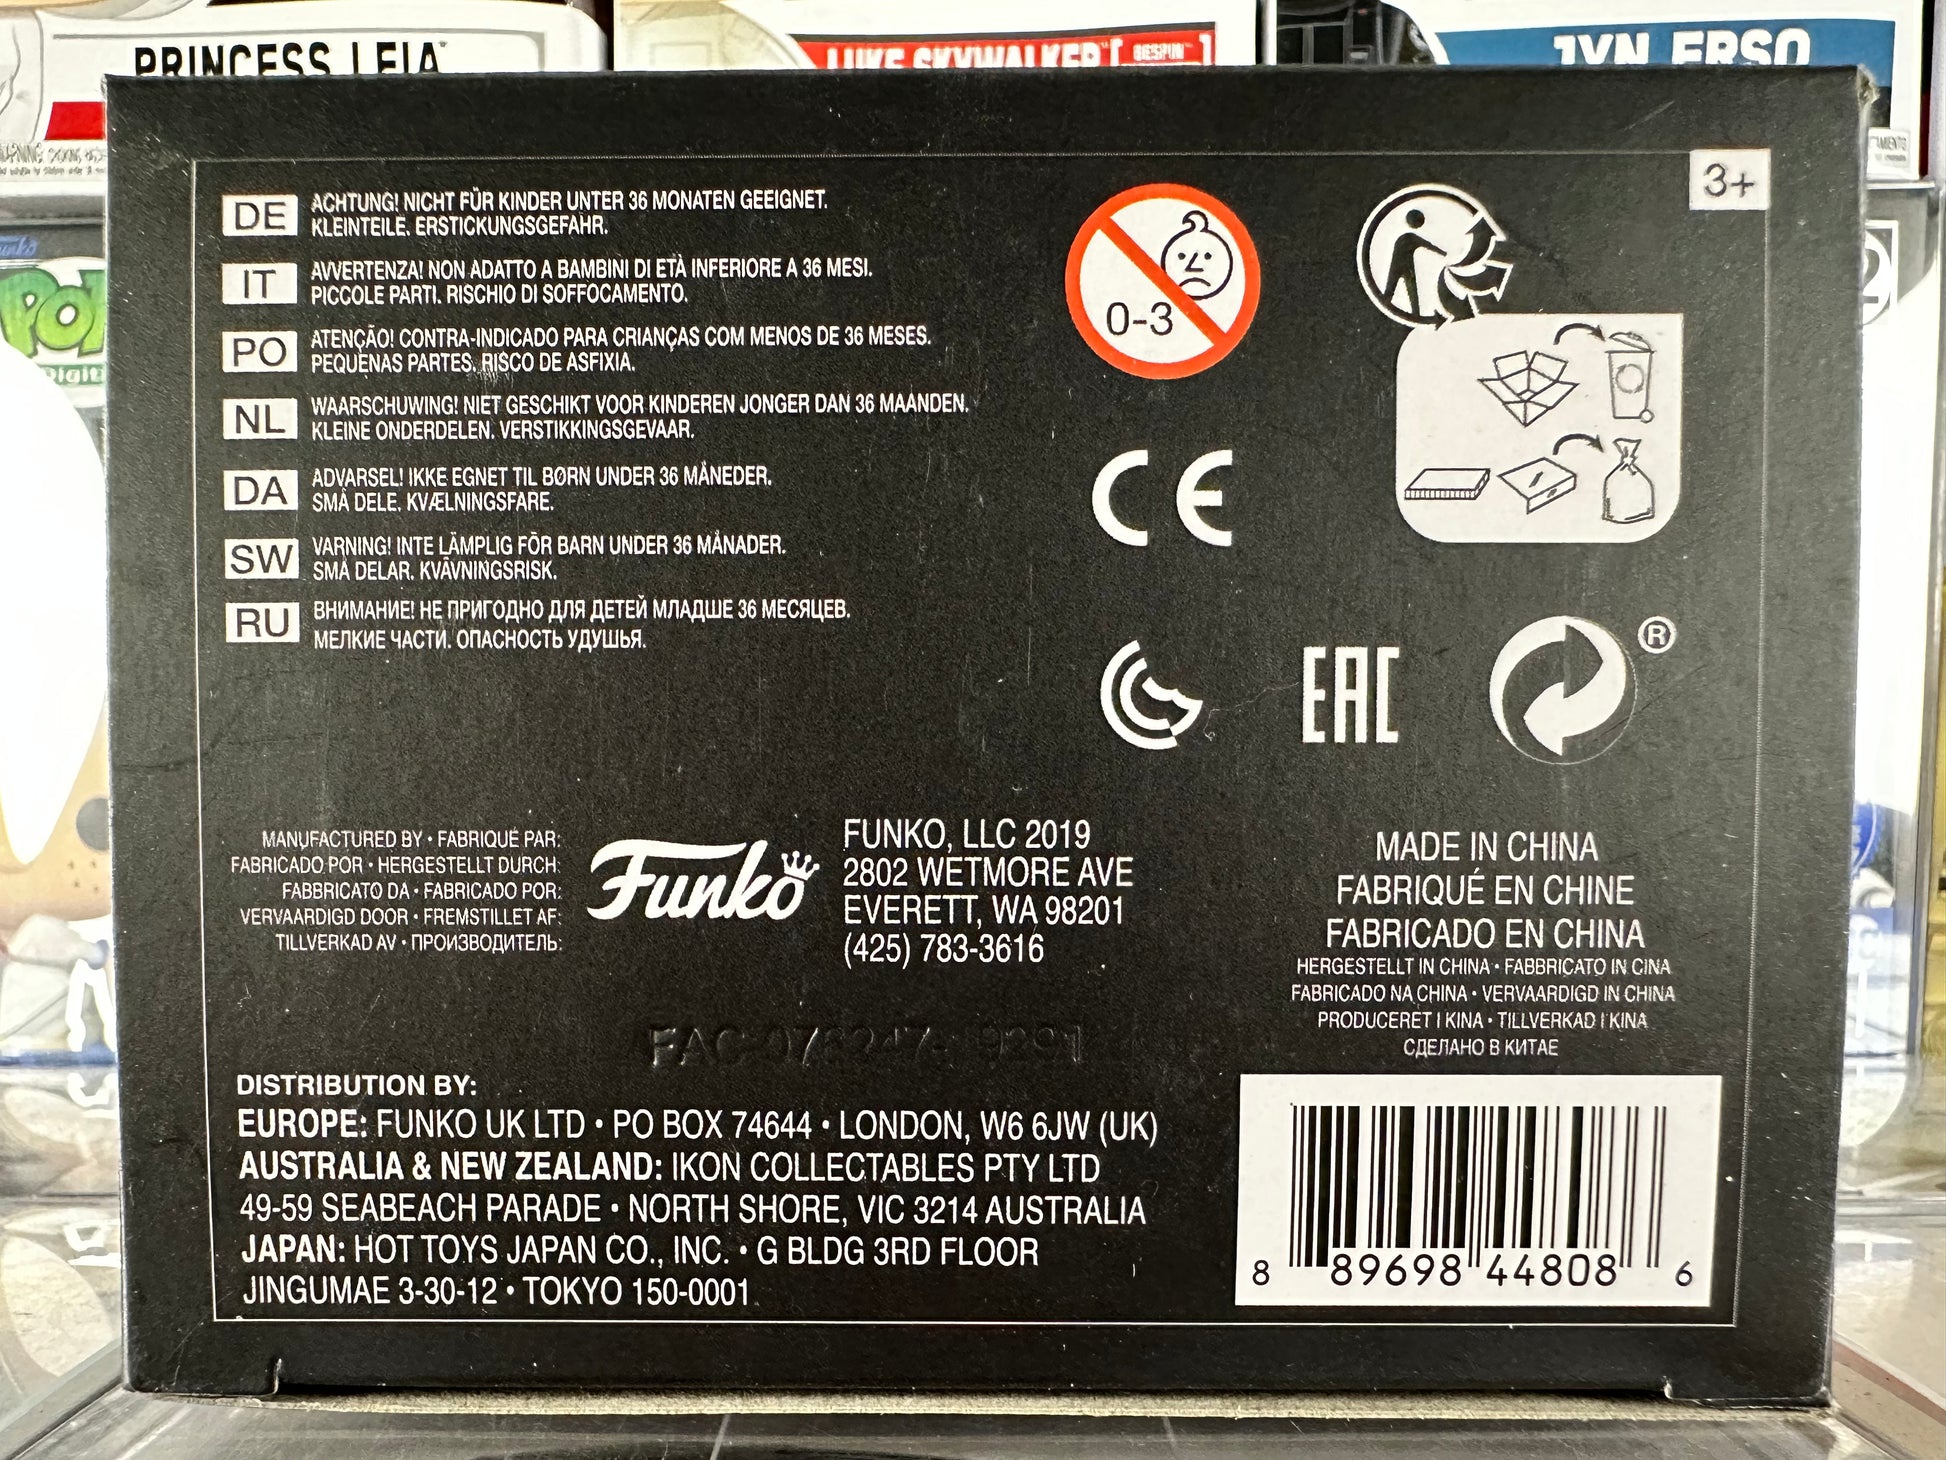 PRINCESS LEIA
LUKE SKYWALKER [BESPIN]
JYN ERSO
3+
DE ACHTUNG! NICHT FÜR KINDER UNTER 36 MONATEN GEEIGNET.
KLEINTEILE. ERSTICKUNGSGEFAHR.
IT AVVERTENZA! NON ADATTO A BAMBINI DI ETÀ INFERIORE A 36 MESI.
PICCOLE PARTI. RISCHIO DI SOFFOCAMENTO.
PO ATENÇÃO! CONTRA-INDICADO PARA CRIANÇAS COM MENOS DE 36 MESES.
PEQUENAS PARTES. RISCO DE ASFIXIA.
NL WAARSCHUWING! NIET GESCHIKT VOOR KINDEREN JONGER DAN 36 MAANDEN.
KLEINE ONDERDELEN. VERSTIKKINGSGEVAAR.
DA ADVARSEL! IKKE EGNET TIL BØRN UNDER 36 MÅNEDER.
SMÅ DELE. KVÆLNINGSFARE.
SW VARNING! INTE LÄMPLIG FÖR BARN UNDER 36 MÅNADER.
SMÅ DELAR. KVÄVNINGSRISK.
RU ВНИМАНИЕ! НЕ ПРИГОДНО ДЛЯ ДЕТЕЙ МЛАДШЕ 36 МЕСЯЦЕВ.
МЕЛКИЕ ЧАСТИ. ОПАСНОСТЬ УДУШЬЯ.
0-3
CE
EAC
®
MANUFACTURED BY • FABRIQUÉ PAR:
FABRICADO POR • HERGESTELLT DURCH:
FABBRICATO DA • FABRICADO POR:
VERVAARDIGD DOOR • FREMSTILLET AF:
TILLVERKAD AV • ПРОИЗВОДИТЕЛЬ:
Funko
FUNKO, LLC 2019
2802 WETMORE AVE
EVERETT, WA 98201
(425) 783-3616
MADE IN CHINA
FABRIQUÉ EN CHINE
FABRICADO EN CHINA
HERGESTELLT IN CHINA • FABBRICATO IN CINA
FABRICADO NA CHINA • VERVAARDIGD IN CHINA
PRODUCERET I KINA • TILLVERKAD I KINA
СДЕЛАНО В КИТАЕ
DISTRIBUTION BY:
EUROPE: FUNKO UK LTD • PO BOX 74644 • LONDON, W6 6JW (UK)
AUSTRALIA & NEW ZEALAND: IKON COLLECTABLES PTY LTD
49-59 SEABEACH PARADE • NORTH SHORE, VIC 3214 AUSTRALIA
JAPAN: HOT TOYS JAPAN CO., INC. • G BLDG 3RD FLOOR
JINGUMAE 3-30-12 • TOKYO 150-0001
8 89698 44808 6